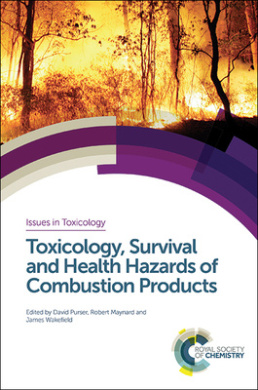 Issues in Toxicology
Toxicology, Survival
and Health Hazards of
Combustion Products
Edited by David Purser, Robert Maynard and
James Wakefield
ROYAL SOCIETY
OF CHEMISTRY